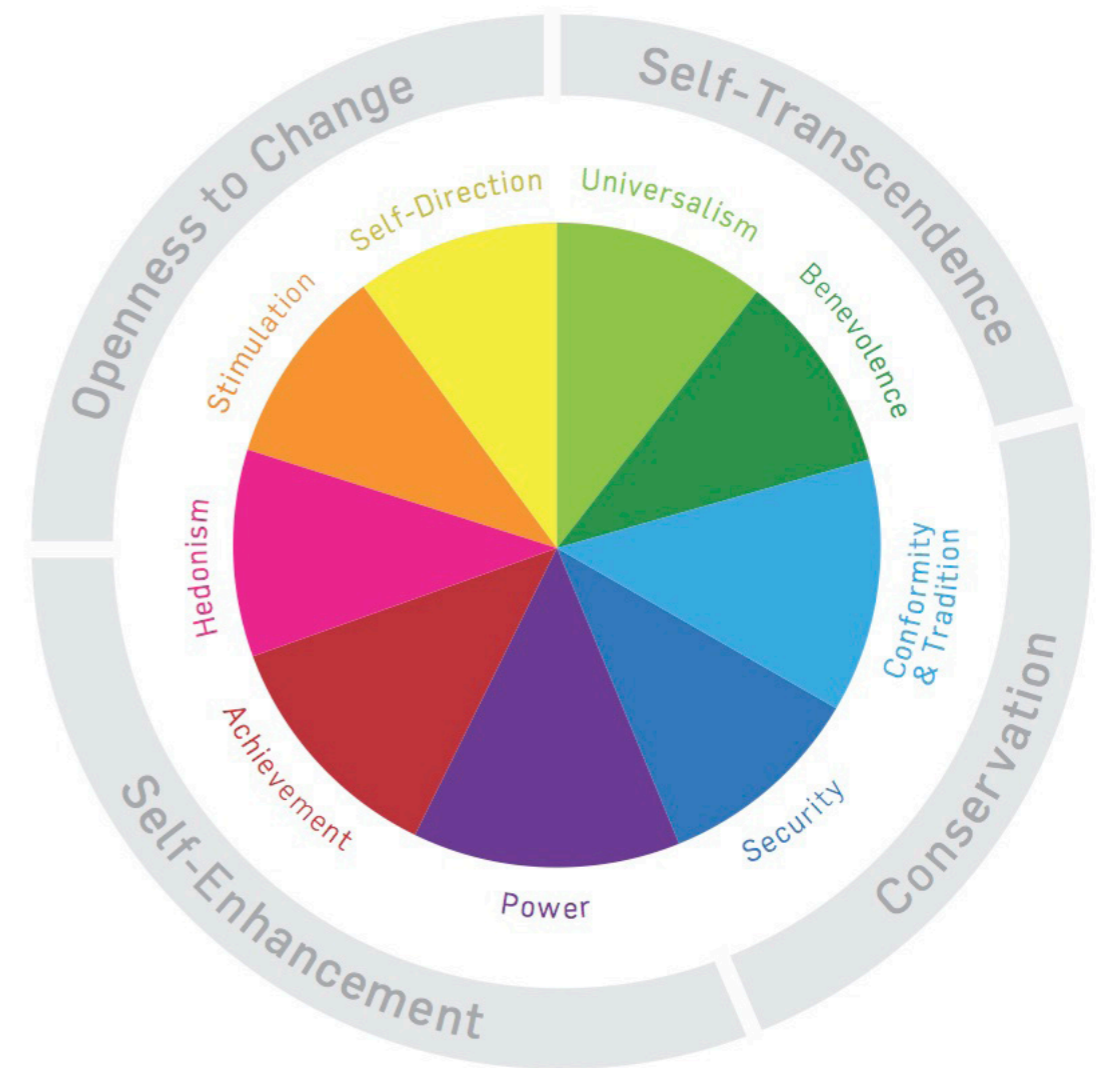 Openness to Change
Self-Transcendence
Self-Direction
Universalism
Stimulation
Benevolence
Hedonism
Conformity
& Tradition
Achievement
Security
Power
Self-Enhancement
Conservation